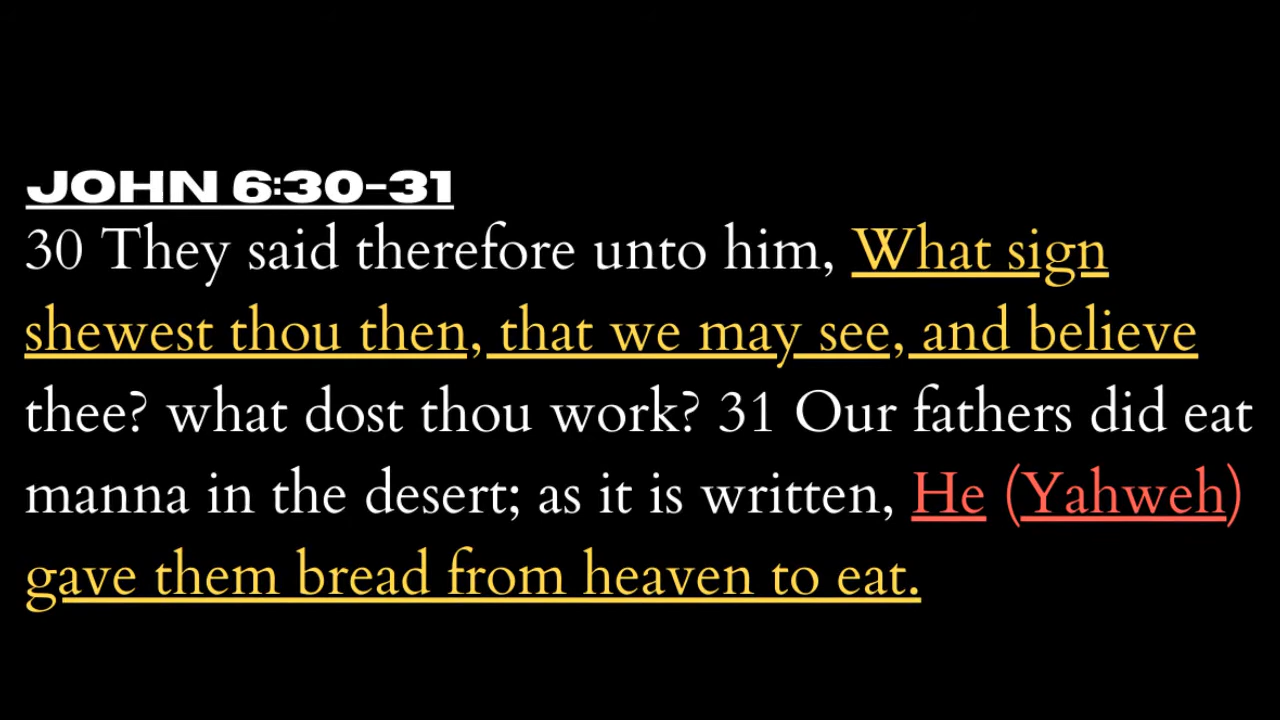 JOHN 6:30-31
30 They said therefore unto him, What sign
shewest thou then, that we may see, and believe
thee? what dost thou work? 31 Our fathers did eat
manna in the desert; as it is written, He (Yahweh)
gave them bread from heaven to eat.